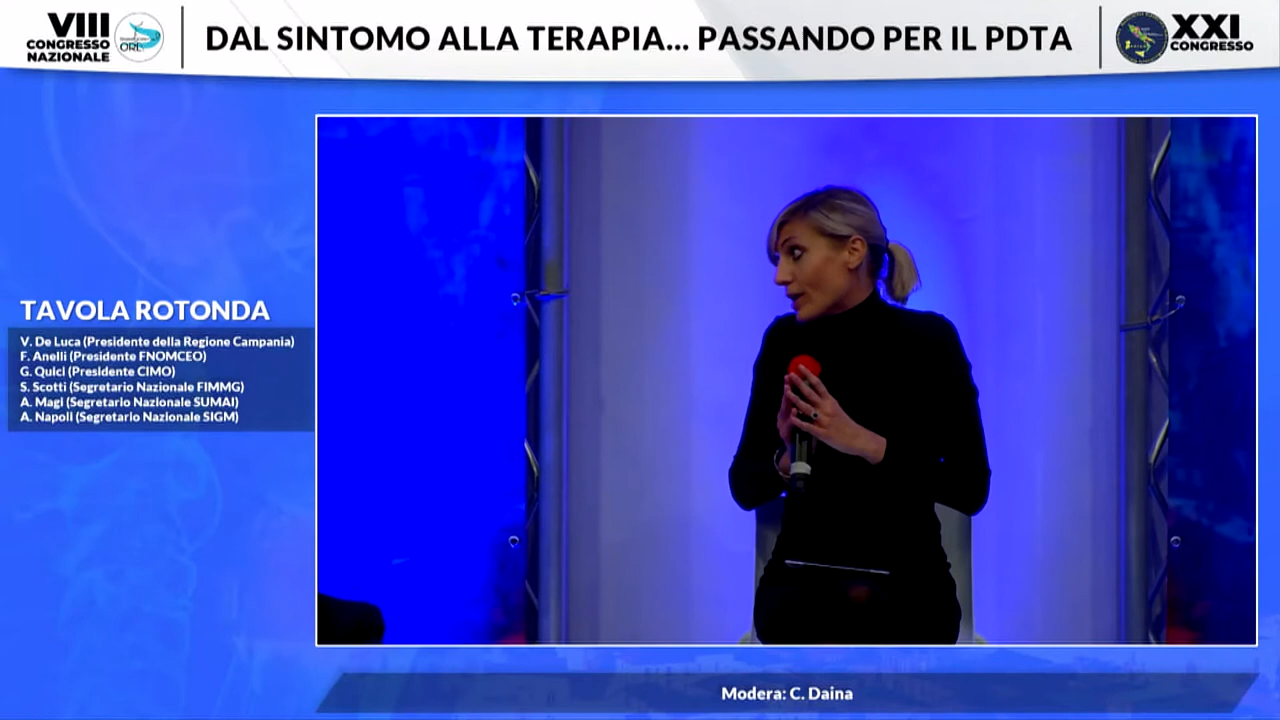 VIII
CONGRESSO
NAZIONALE
ORL
DAL SINTOMO ALLA TERAPIA... PASSANDO PER IL PDTA
XXI
CONGRESSO
TAVOLA ROTONDA
V. De Luca (Presidente della Regione Campania)
F. Anelli (Presidente FNOMCEO)
G. Quici (Presidente CIMO)
S. Scotti (Segretario Nazionale FIMMG)
A. Magi (Segretario Nazionale SUMAI)
A. Napoli (Segretario Nazionale SIGM)
Modera: C. Daina